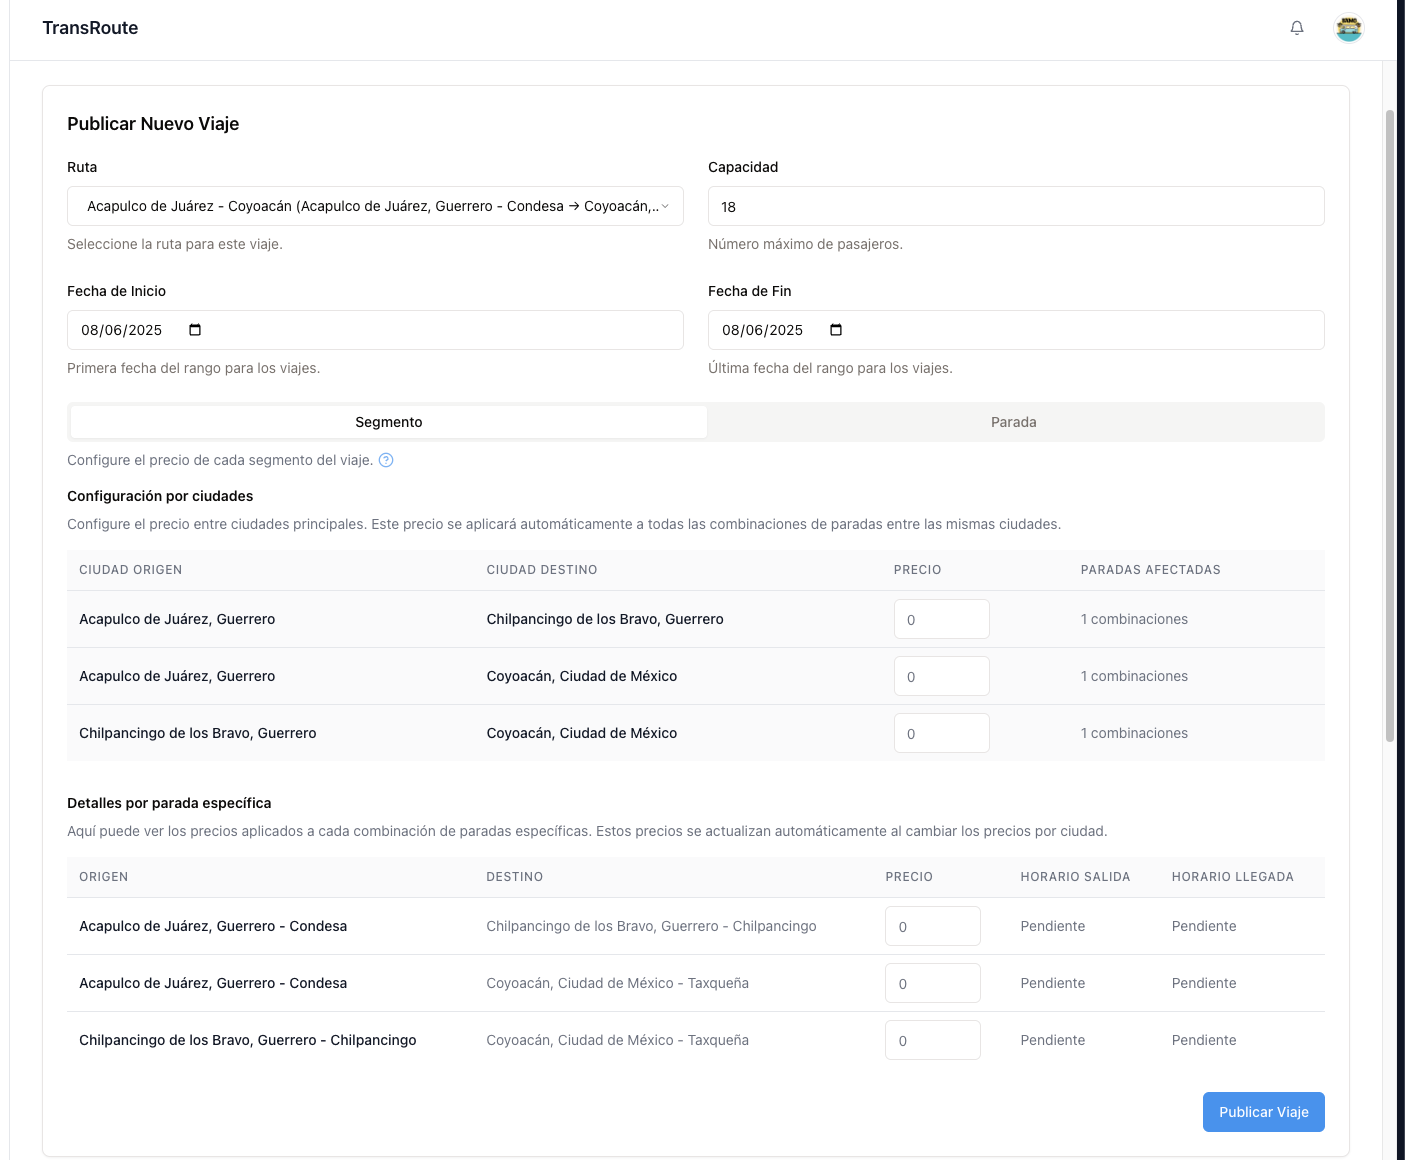 TransRoute
Publicar Nuevo Viaje
Ruta
Capacidad
Acapulco de Juárez - Coyoacán (Acapulco de Juárez, Guerrero - Condesa → Coyoacán,..
18
Seleccione la ruta para este viaje.
Número máximo de pasajeros.
Fecha de Inicio
Fecha de Fin
08/06/2025
08/06/2025
Primera fecha del rango para los viajes.
Última fecha del rango para los viajes.
Segmento
Parada
Configure el precio de cada segmento del viaje. ?
Configuración por ciudades
Configure el precio entre ciudades principales. Este precio se aplicará automáticamente a todas las combinaciones de paradas entre las mismas ciudades.
CIUDAD ORIGEN CIUDAD DESTINO PRECIO PARADAS AFECTADAS
Acapulco de Juárez, Guerrero Chilpancingo de los Bravo, Guerrero 0 1 combinaciones
Acapulco de Juárez, Guerrero Coyoacán, Ciudad de México 0 1 combinaciones
Chilpancingo de los Bravo, Guerrero Coyoacán, Ciudad de México 0 1 combinaciones
Detalles por parada específica
Aquí puede ver los precios aplicados a cada combinación de paradas específicas. Estos precios se actualizan automáticamente al cambiar los precios por ciudad.
ORIGEN DESTINO PRECIO HORARIO SALIDA HORARIO LLEGADA
Acapulco de Juárez, Guerrero - Condesa Chilpancingo de los Bravo, Guerrero - Chilpancingo 0 Pendiente Pendiente
Acapulco de Juárez, Guerrero - Condesa Coyoacán, Ciudad de México - Taxqueña 0 Pendiente Pendiente
Chilpancingo de los Bravo, Guerrero - Chilpancingo Coyoacán, Ciudad de México - Taxqueña 0 Pendiente Pendiente
Publicar Viaje